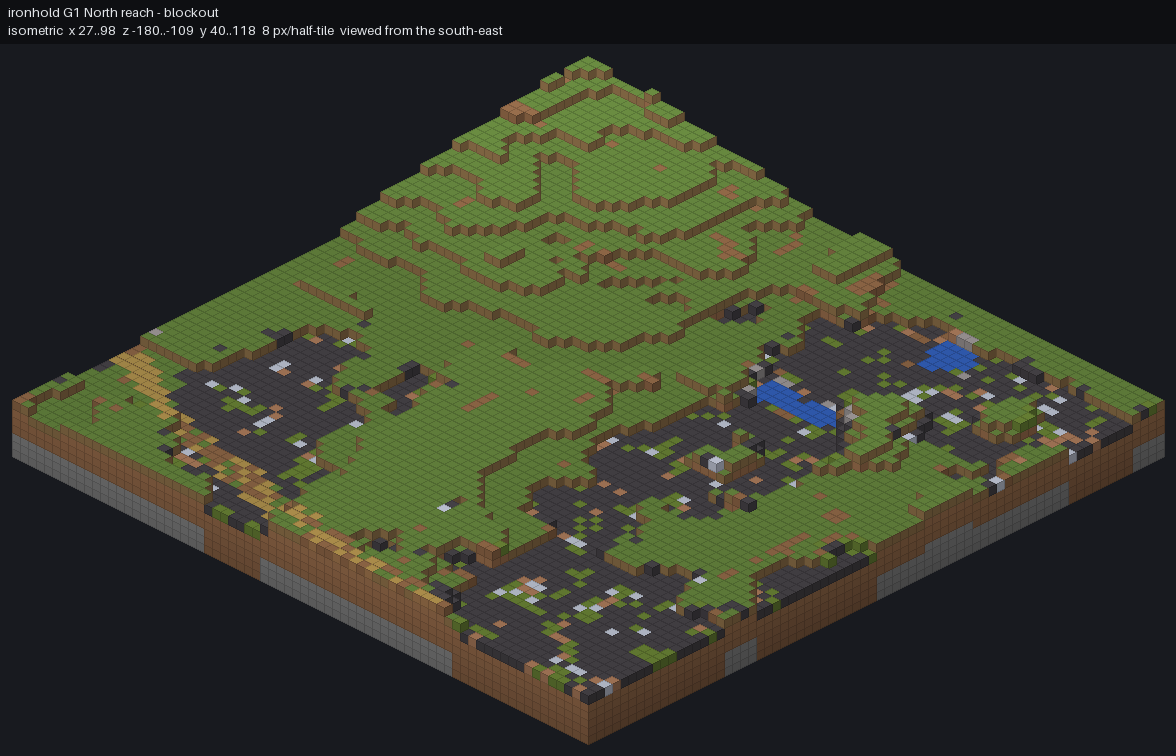 ironhold G1 North reach - blockout
isometric x 27..98 z -180..-109 y 40..118 8 px/half-tile viewed from the south-east